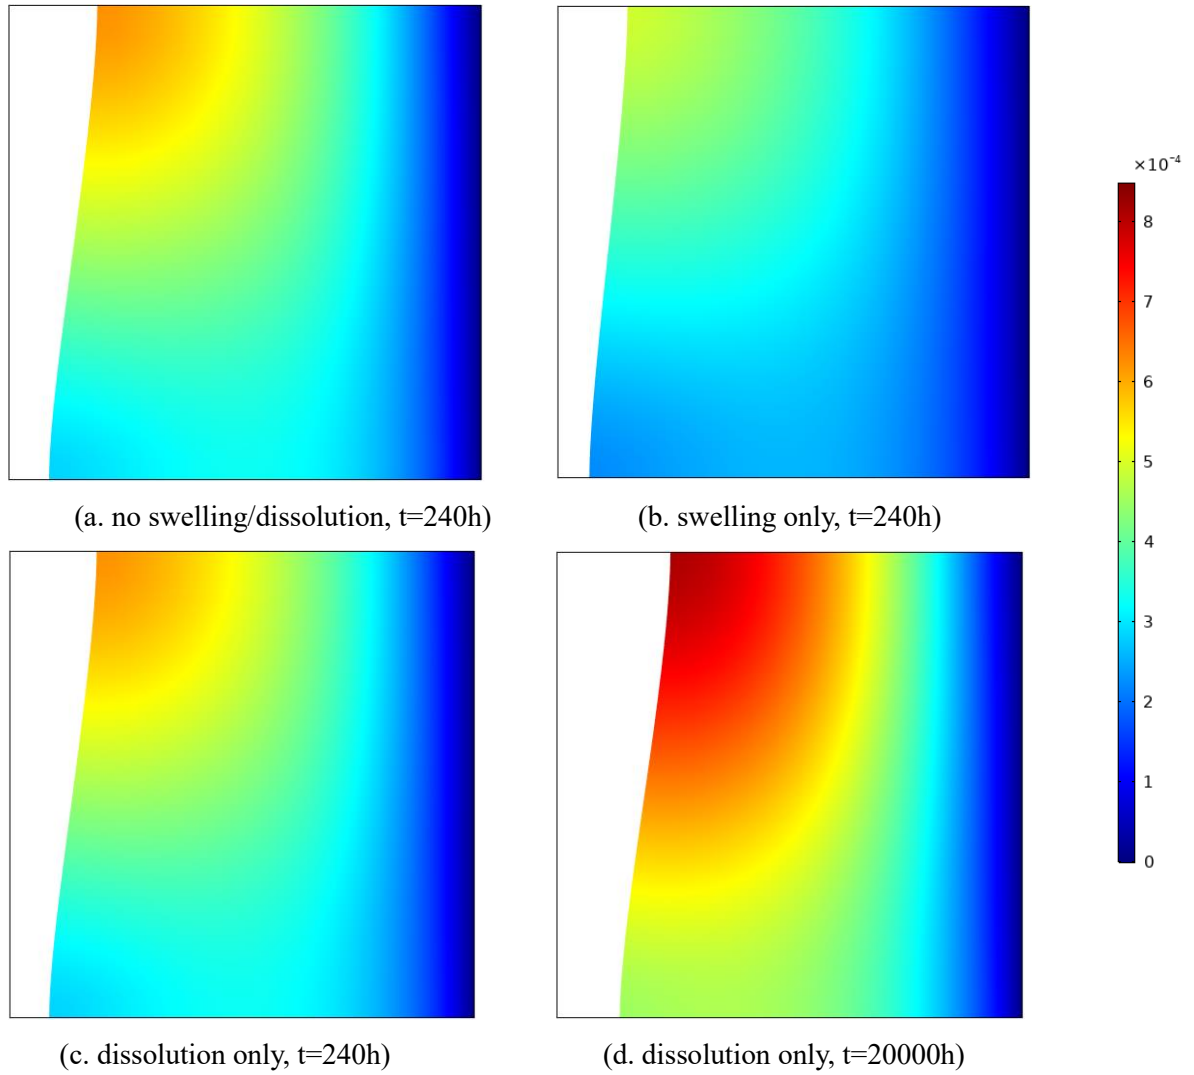 ×10⁻⁴
8
7
6
5
4
3
2
1
0
(a. no swelling/dissolution, t=240h)
(b. swelling only, t=240h)
(c. dissolution only, t=240h)
(d. dissolution only, t=20000h)